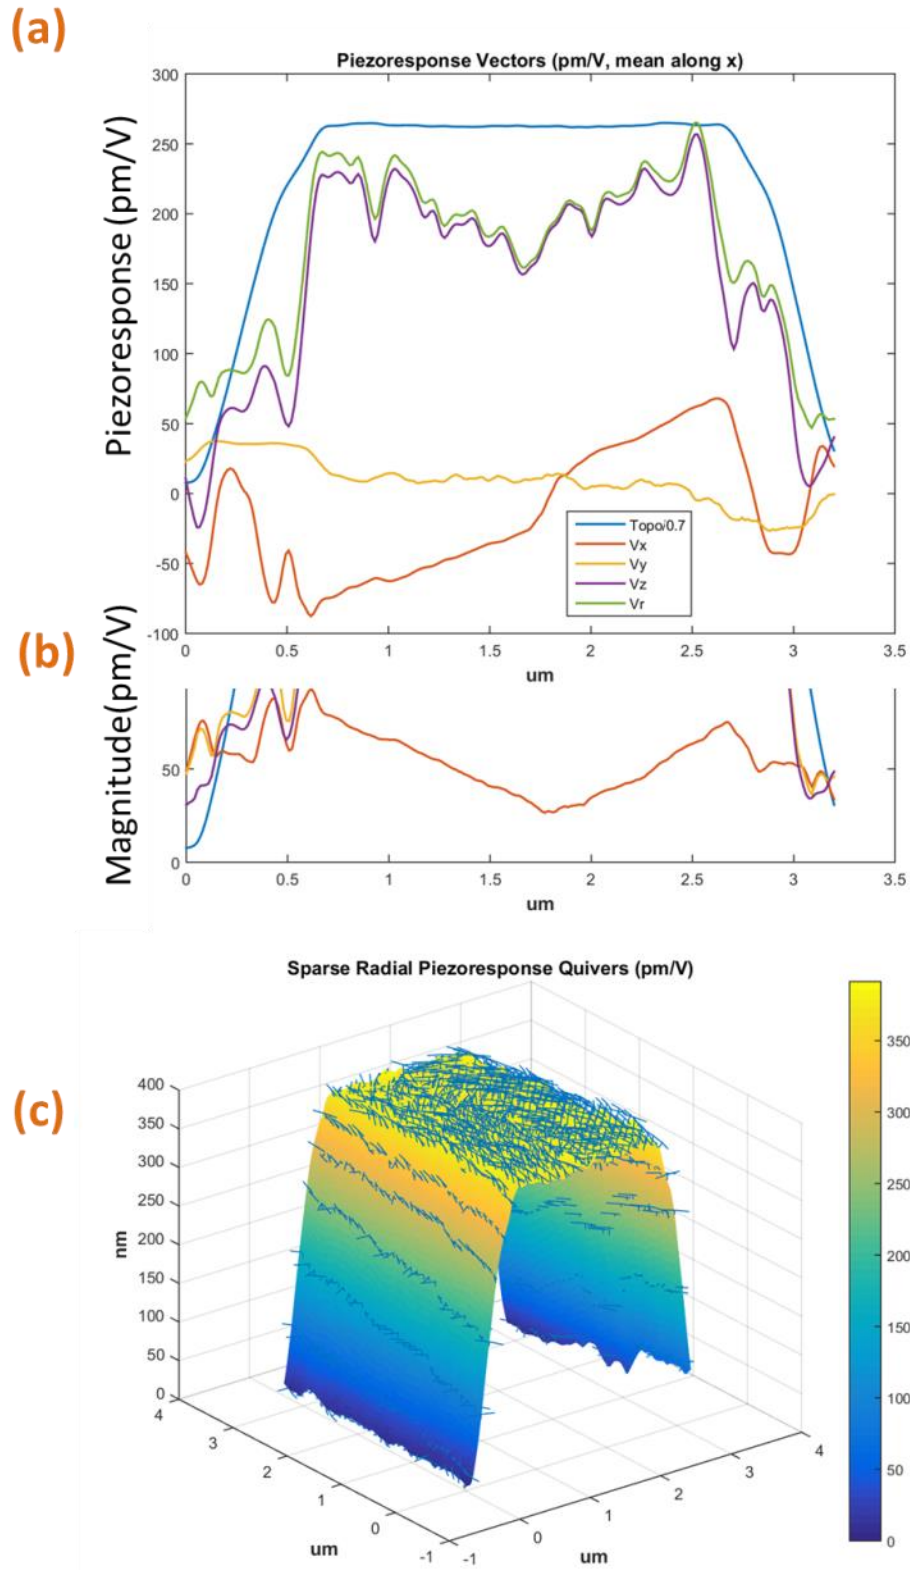 (a)
Piezoresponse Vectors (pm/V, mean along x)
Piezoresponse (pm/V)
300
250
200
150
100
50
0
-50
-100
0 0.5 1 1.5 2 2.5 3 3.5
um
Topo/0.7
Vx
Vy
Vz
Vr
(b)
Magnitude(pm/V)
50
0
0 0.5 1 1.5 2 2.5 3 3.5
um
(c)
Sparse Radial Piezoresponse Quivers (pm/V)
nm
400
350
300
250
200
150
100
50
0
4
3
2
1
0
-1
um
-1
0
1
2
3
4
um
350
300
250
200
150
100
50
0